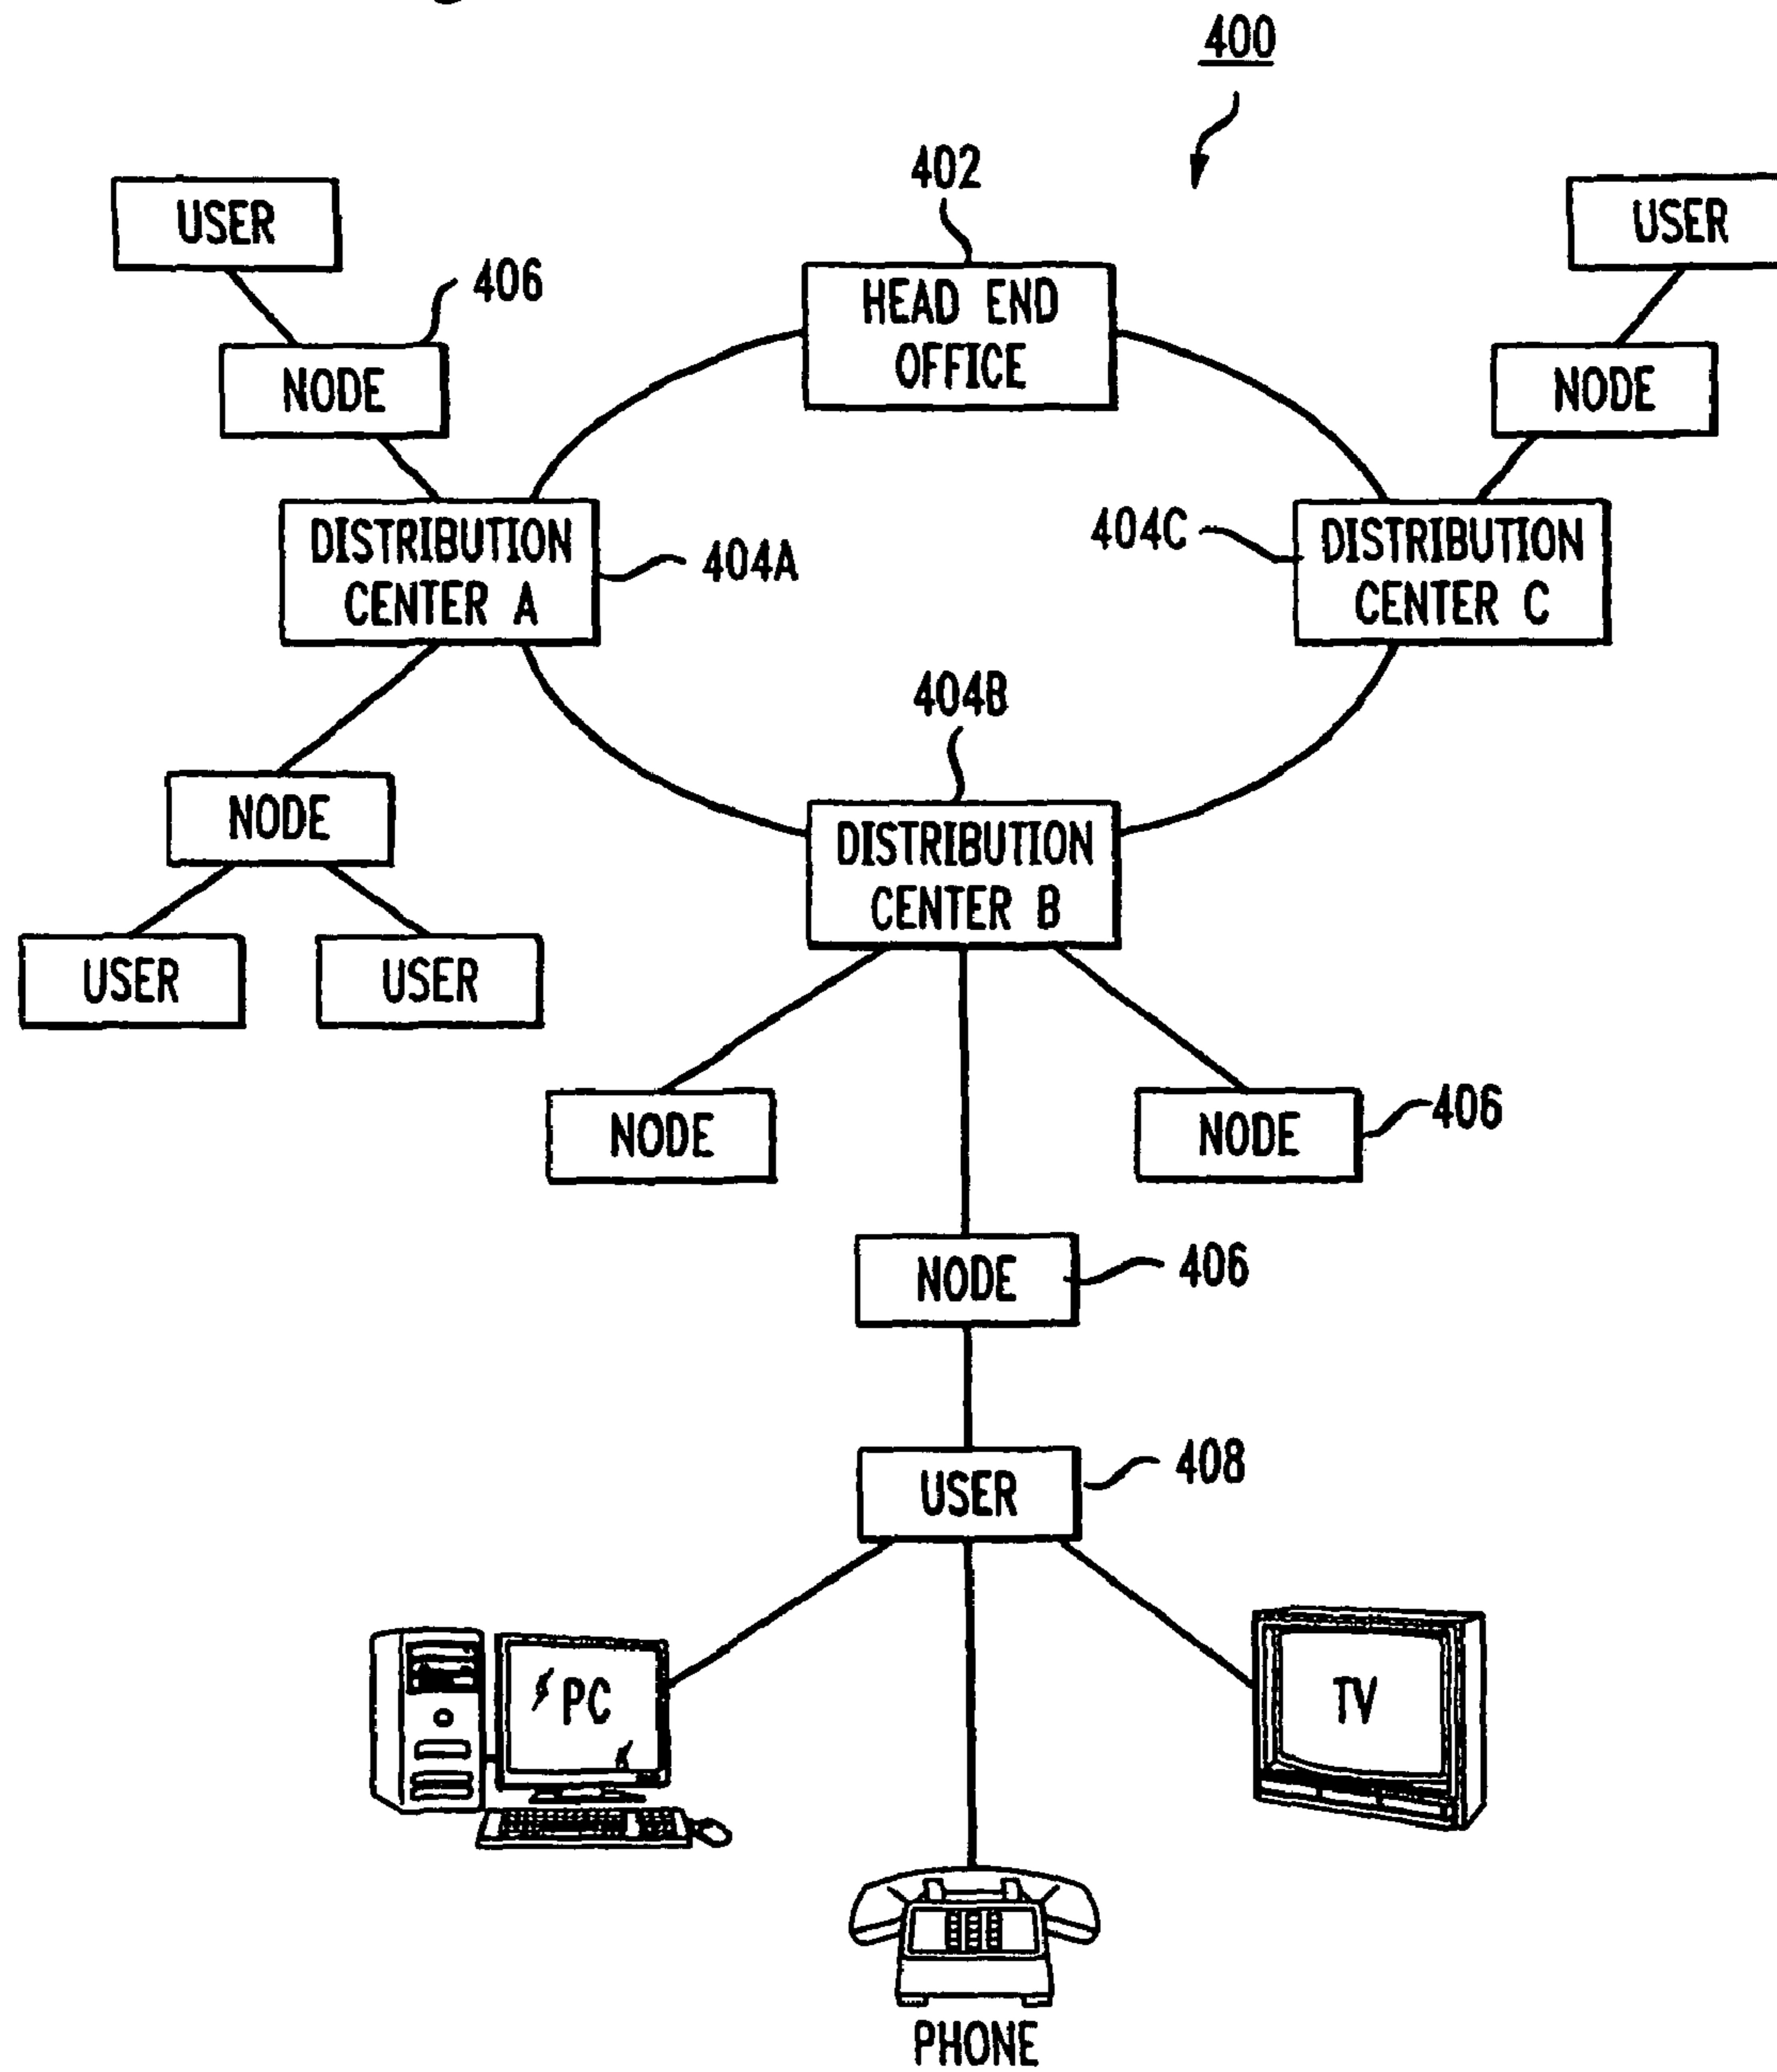 400
402
USER
USER
406
HEAD END
OFFICE
NODE
NODE
DISTRIBUTION
CENTER A
404A
404C
DISTRIBUTION
CENTER C
404B
NODE
DISTRIBUTION
CENTER B
USER
USER
NODE
NODE
406
NODE
406
USER
408
PC
TV
PHONE